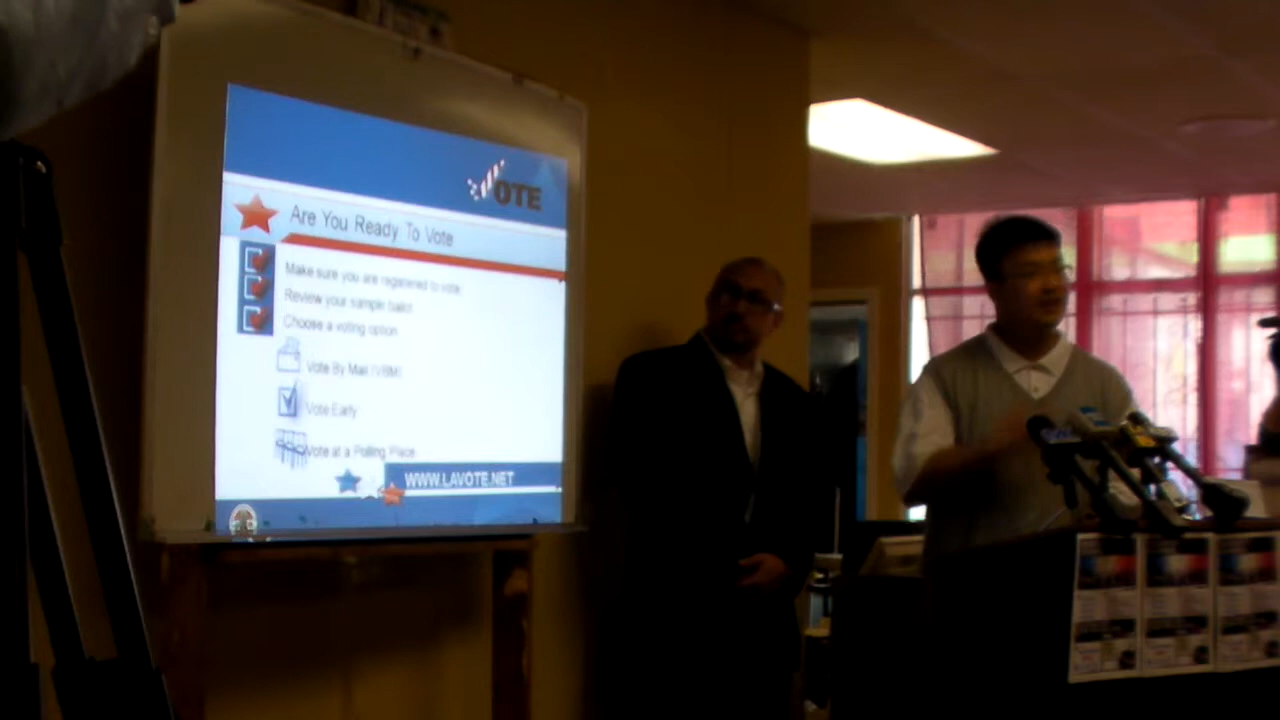 VOTE
Are You Ready To Vote
Make sure you are registered to vote
Review your sample ballot
Choose a voting option
Vote By Mail (VBM)
Vote Early
Vote at a Polling Place
WWW.LAVOTE.NET